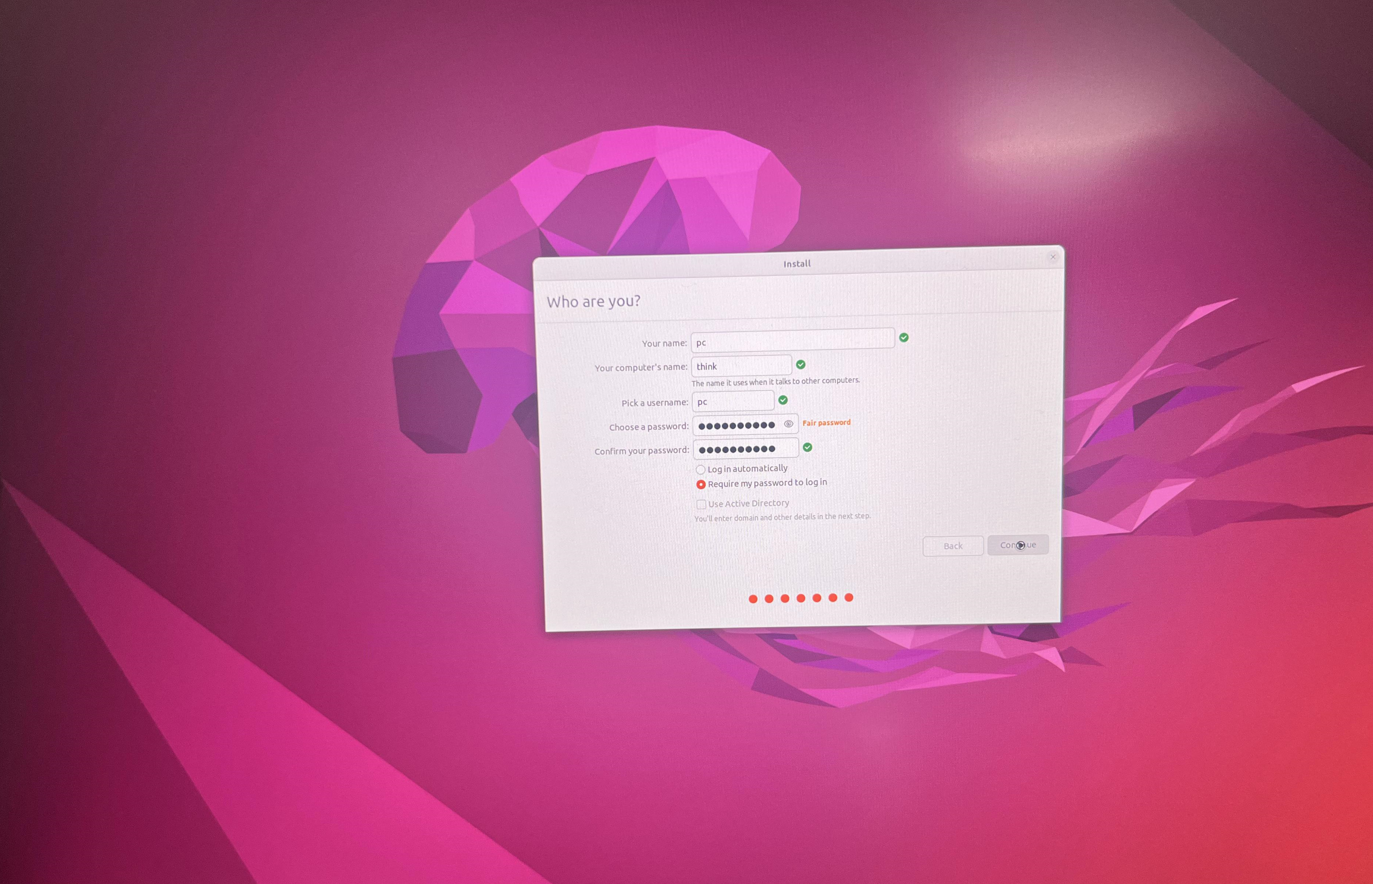 Install
Who are you?
Your name: pc
Your computer's name: think
The name it uses when it talks to other computers.
Pick a username: pc
Choose a password: ●●●●●●●●●● Fair password
Confirm your password: ●●●●●●●●●●
Log in automatically
Require my password to log in
Use Active Directory
You'll enter domain and other details in the next step.
Back Continue